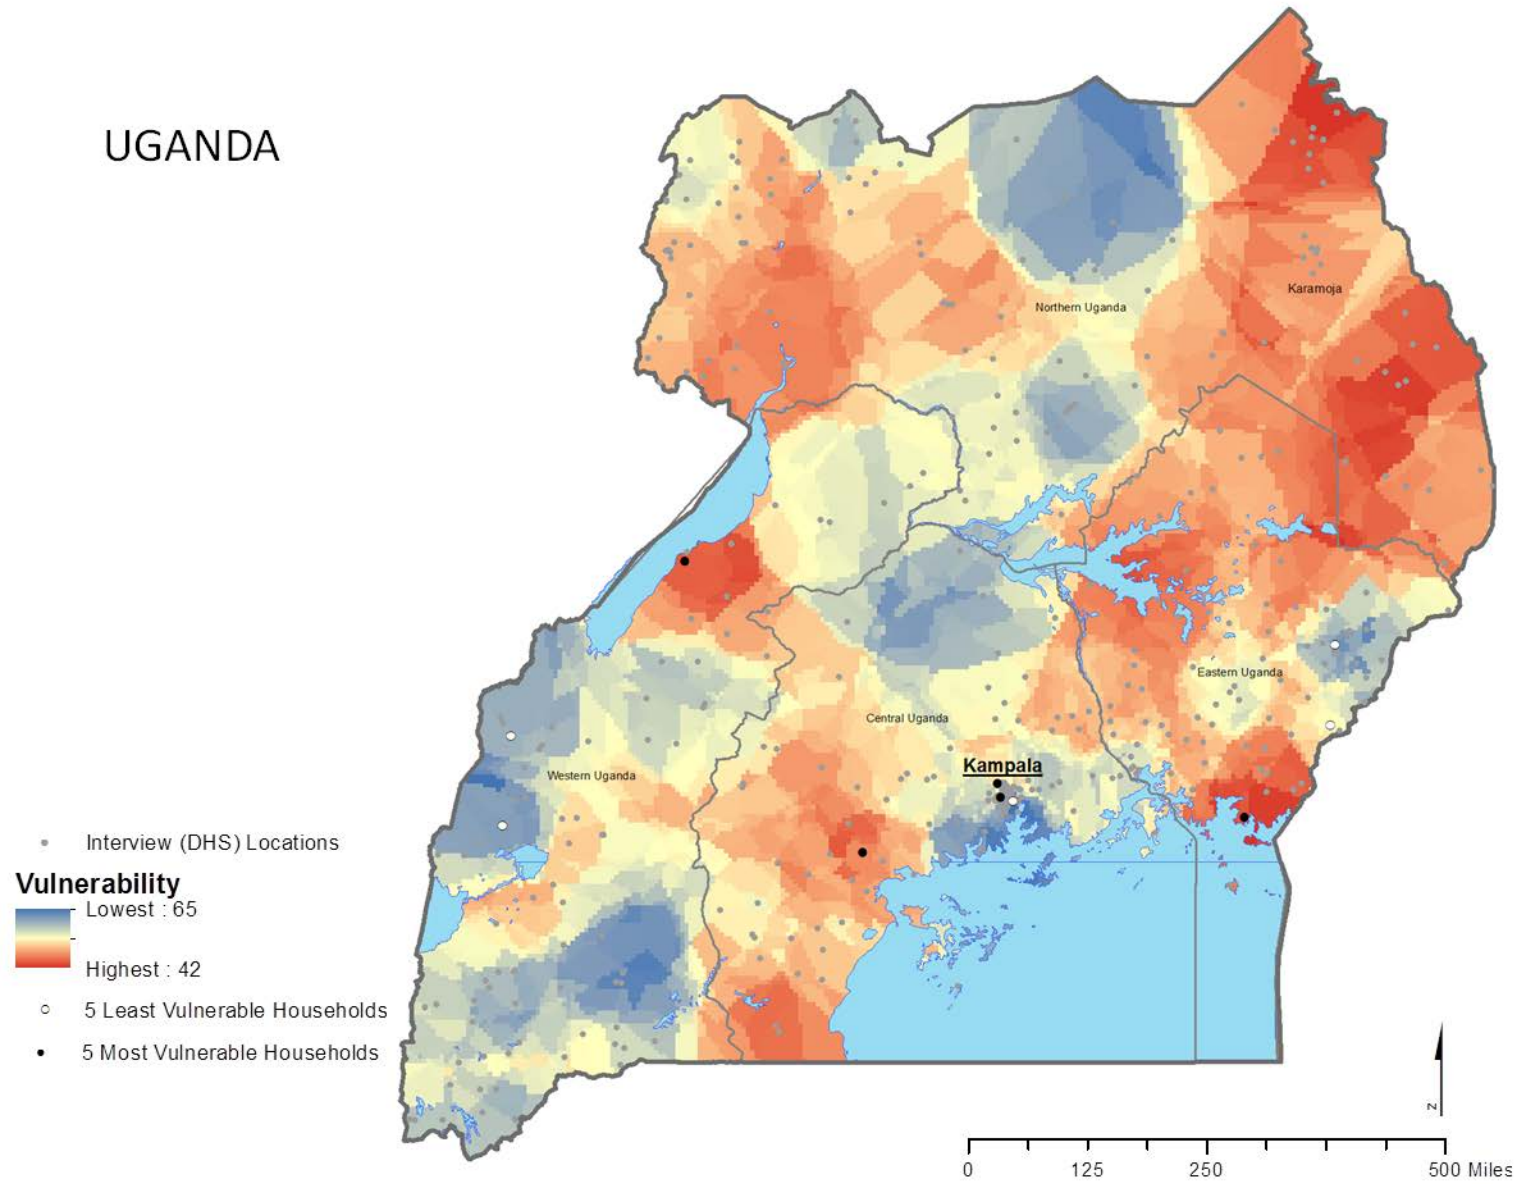 UGANDA
Karamoja
Northern Uganda
Eastern Uganda
Central Uganda
Kampala
Western Uganda
Interview (DHS) Locations
Vulnerability
Lowest : 65
Highest : 42
5 Least Vulnerable Households
5 Most Vulnerable Households
N
0 125 250 500 Miles